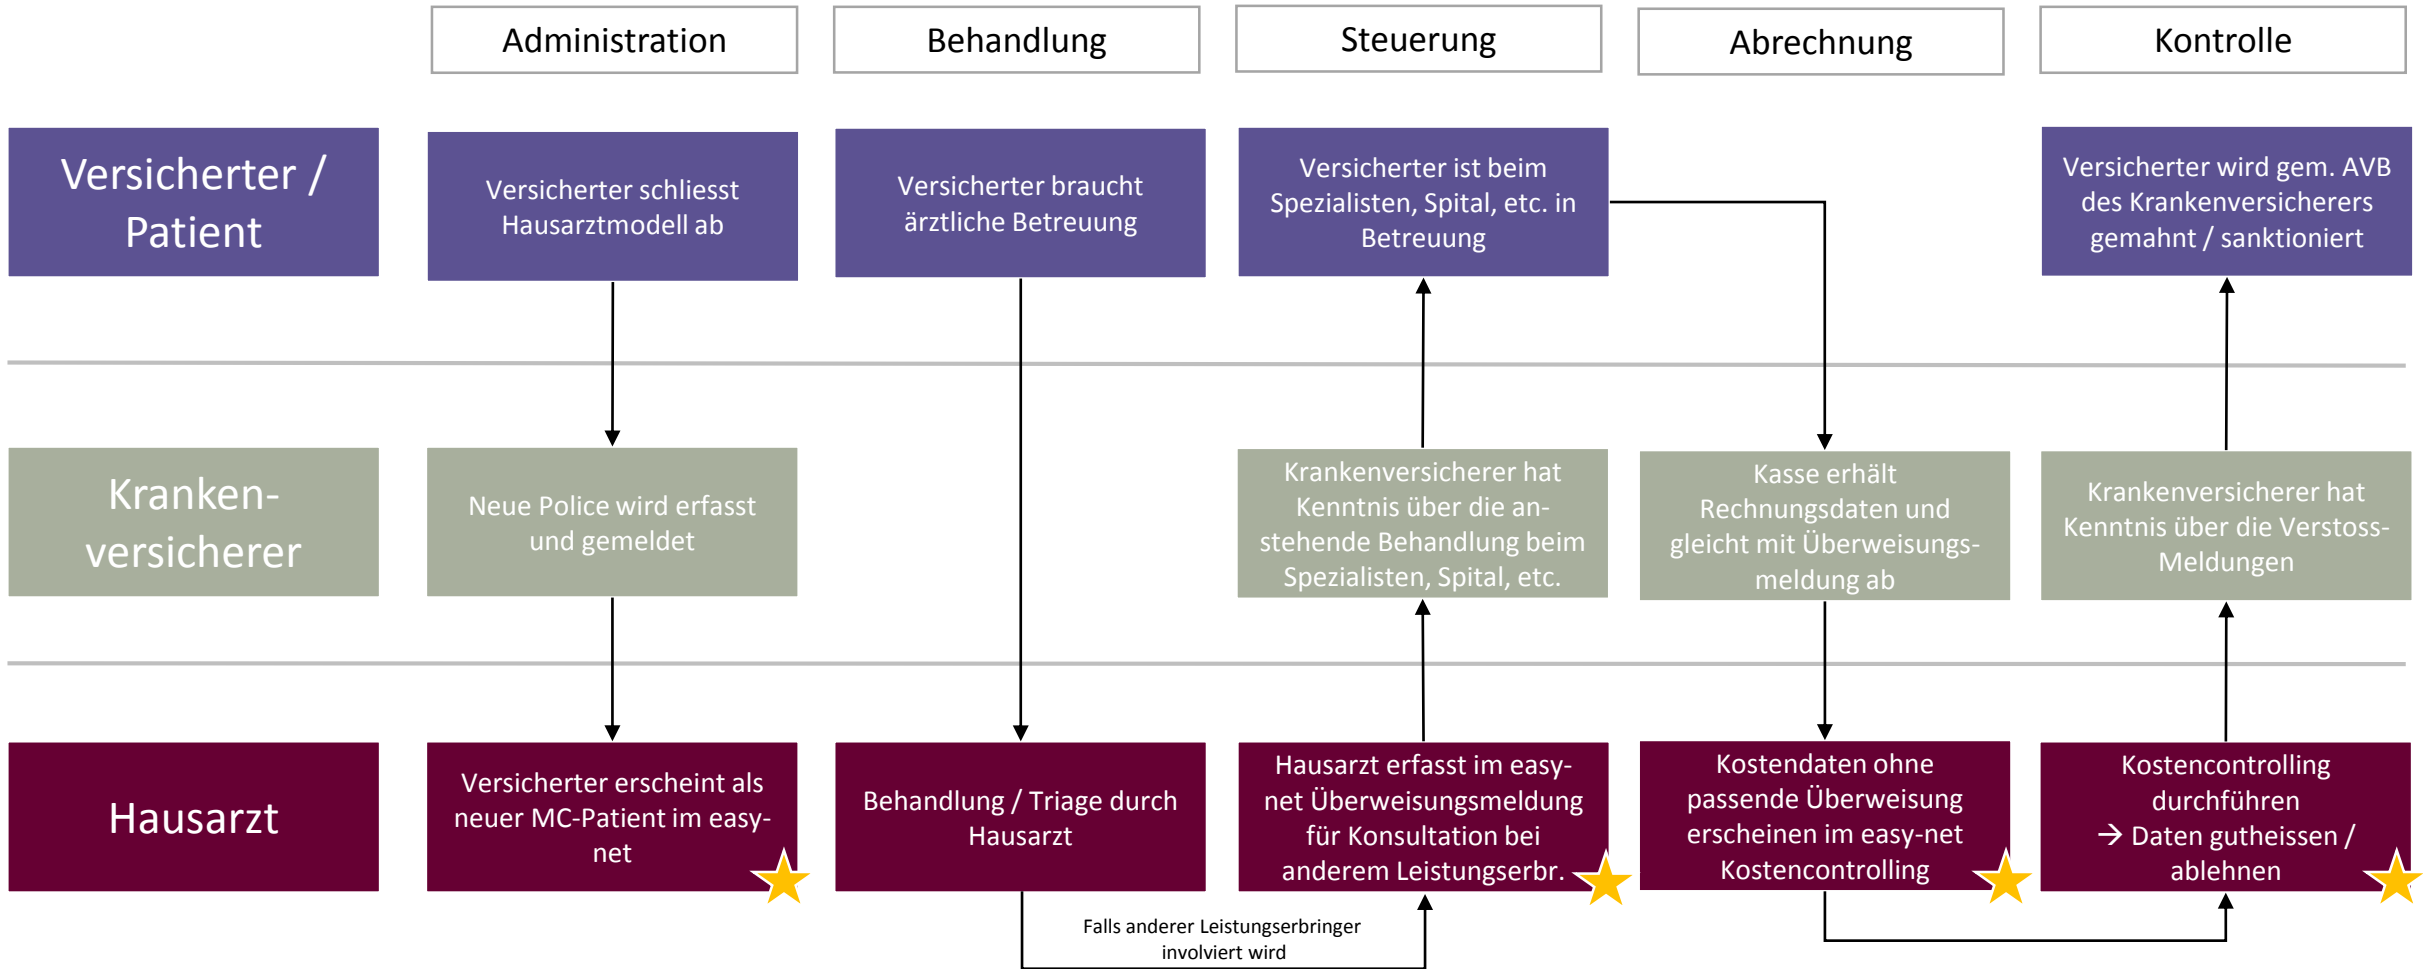 Administration
Behandlung
Steuerung
Abrechnung
Kontrolle
Versicherter /
Patient
Versicherter schliesst
Hausarztmodell ab
Versicherter braucht
ärztliche Betreuung
Versicherter ist beim
Spezialisten, Spital, etc. in
Betreuung
Versicherter wird gem. AVB
des Krankenversicherers
gemahnt / sanktioniert
Kranken-
versicherer
Neue Police wird erfasst
und gemeldet
Krankenversicherer hat
Kenntnis über die an-
stehende Behandlung beim
Spezialisten, Spital, etc.
Kasse erhält
Rechnungsdaten und
gleicht mit Überweisungs-
meldung ab
Krankenversicherer hat
Kenntnis über die Verstoss-
Meldungen
Hausarzt
Versicherter erscheint als
neuer MC-Patient im easy-
net
Behandlung / Triage durch
Hausarzt
Hausarzt erfasst im easy-
net Überweisungsmeldung
für Konsultation bei
anderem Leistungserbr.
Kostendaten ohne
passende Überweisung
erscheinen im easy-net
Kostencontrolling
Kostencontrolling
durchführen
→ Daten gutheissen /
ablehnen
Falls anderer Leistungserbringer
involviert wird